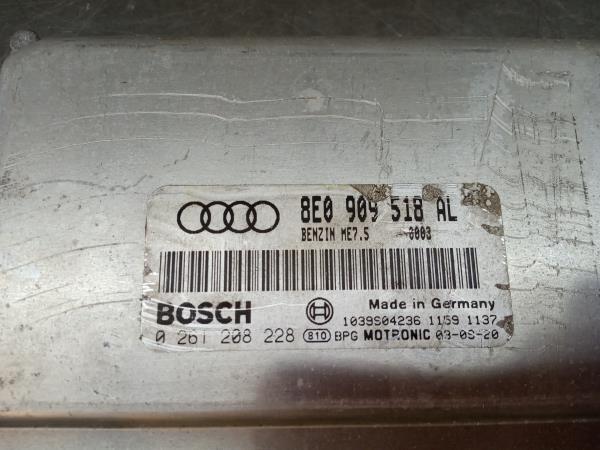 8E0 909 518 AL
BENZIN ME7.5 0003
BOSCH
Made in Germany
1039S04236 1159 1137
0 261 208 228 810 BPG MOTRONIC 03-0S-20